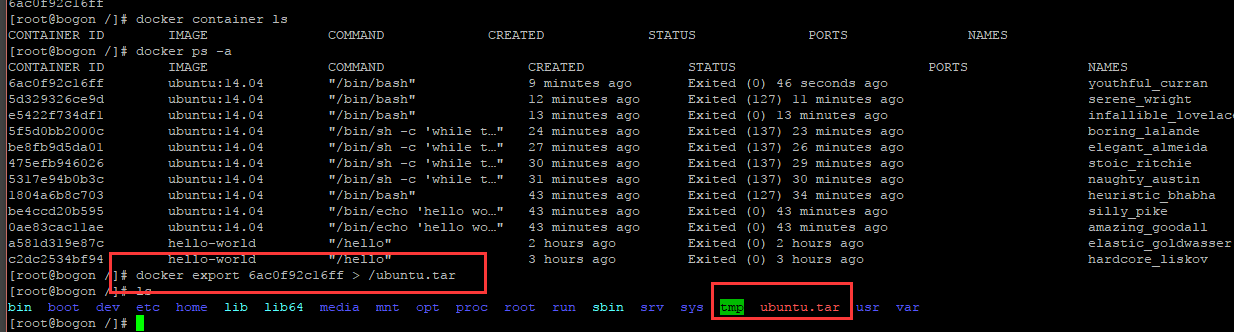 6ac0f92c16ff
[root@bogon /]# docker container ls
CONTAINER ID IMAGE COMMAND CREATED STATUS PORTS NAMES
[root@bogon /]# docker ps -a
CONTAINER ID IMAGE COMMAND CREATED STATUS PORTS NAMES
6ac0f92c16ff ubuntu:14.04 "/bin/bash" 9 minutes ago Exited (0) 46 seconds ago youthful_curran
5d329326ce9d ubuntu:14.04 "/bin/bash" 12 minutes ago Exited (127) 11 minutes ago serene_wright
e5422f734df1 ubuntu:14.04 "/bin/bash" 13 minutes ago Exited (0) 13 minutes ago infallible_lovelac
5f5d0bb2000c ubuntu:14.04 "/bin/sh -c 'while t…" 24 minutes ago Exited (137) 23 minutes ago boring_lalande
be8fb9d5da01 ubuntu:14.04 "/bin/sh -c 'while t…" 27 minutes ago Exited (137) 26 minutes ago elegant_almeida
475efb946026 ubuntu:14.04 "/bin/sh -c 'while t…" 30 minutes ago Exited (137) 29 minutes ago stoic_ritchie
5317e94b0b3c ubuntu:14.04 "/bin/sh -c 'while t…" 31 minutes ago Exited (137) 30 minutes ago naughty_austin
1804a6b8c703 ubuntu:14.04 "/bin/bash" 43 minutes ago Exited (127) 34 minutes ago heuristic_bhabha
be4ccd20b595 ubuntu:14.04 "/bin/echo 'hello wo…" 43 minutes ago Exited (0) 43 minutes ago silly_pike
0ae83cac11ae ubuntu:14.04 "/bin/echo 'hello wo…" 43 minutes ago Exited (0) 43 minutes ago amazing_goodall
a581d319e87c hello-world "/hello" 2 hours ago Exited (0) 2 hours ago elastic_goldwasser
c2dc2534bf94 hello-world "/hello" 3 hours ago Exited (0) 3 hours ago hardcore_liskov
[root@bogon /]# docker export 6ac0f92c16ff > /ubuntu.tar
[root@bogon /]# ls
bin boot dev etc home lib lib64 media mnt opt proc root run sbin srv sys tmp ubuntu.tar usr var
[root@bogon /]#